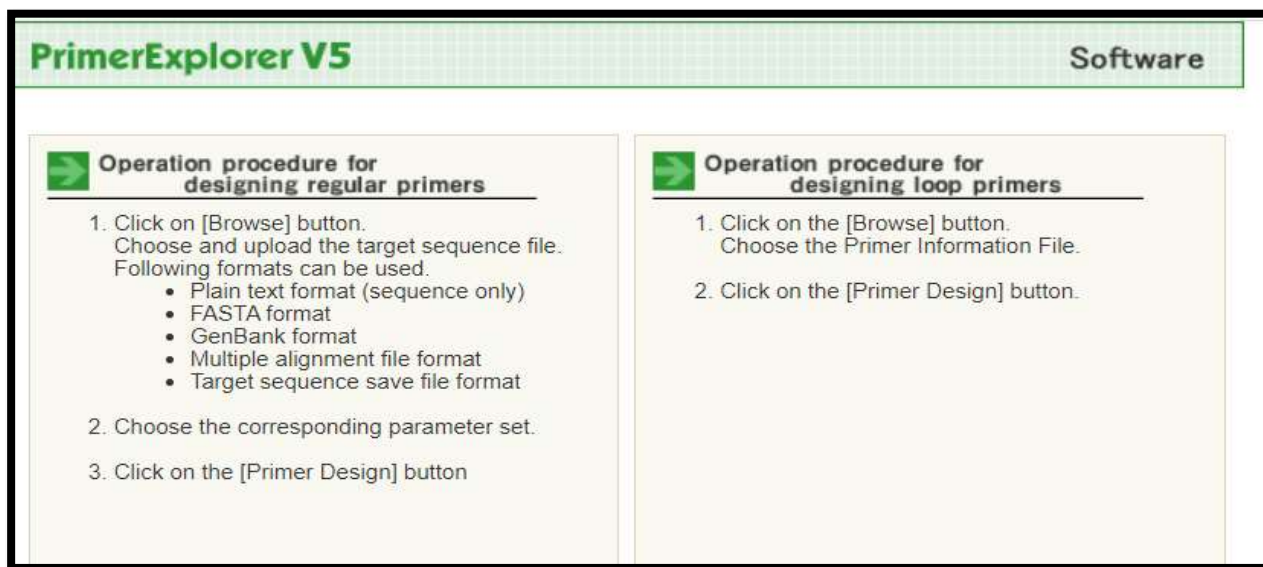 PrimerExplorer V5
Software
Operation procedure for
designing regular primers
1. Click on [Browse] button.
Choose and upload the target sequence file.
Following formats can be used.
• Plain text format (sequence only)
• FASTA format
• GenBank format
• Multiple alignment file format
• Target sequence save file format
2. Choose the corresponding parameter set.
3. Click on the [Primer Design] button
Operation procedure for
designing loop primers
1. Click on the [Browse] button.
Choose the Primer Information File.
2. Click on the [Primer Design] button.